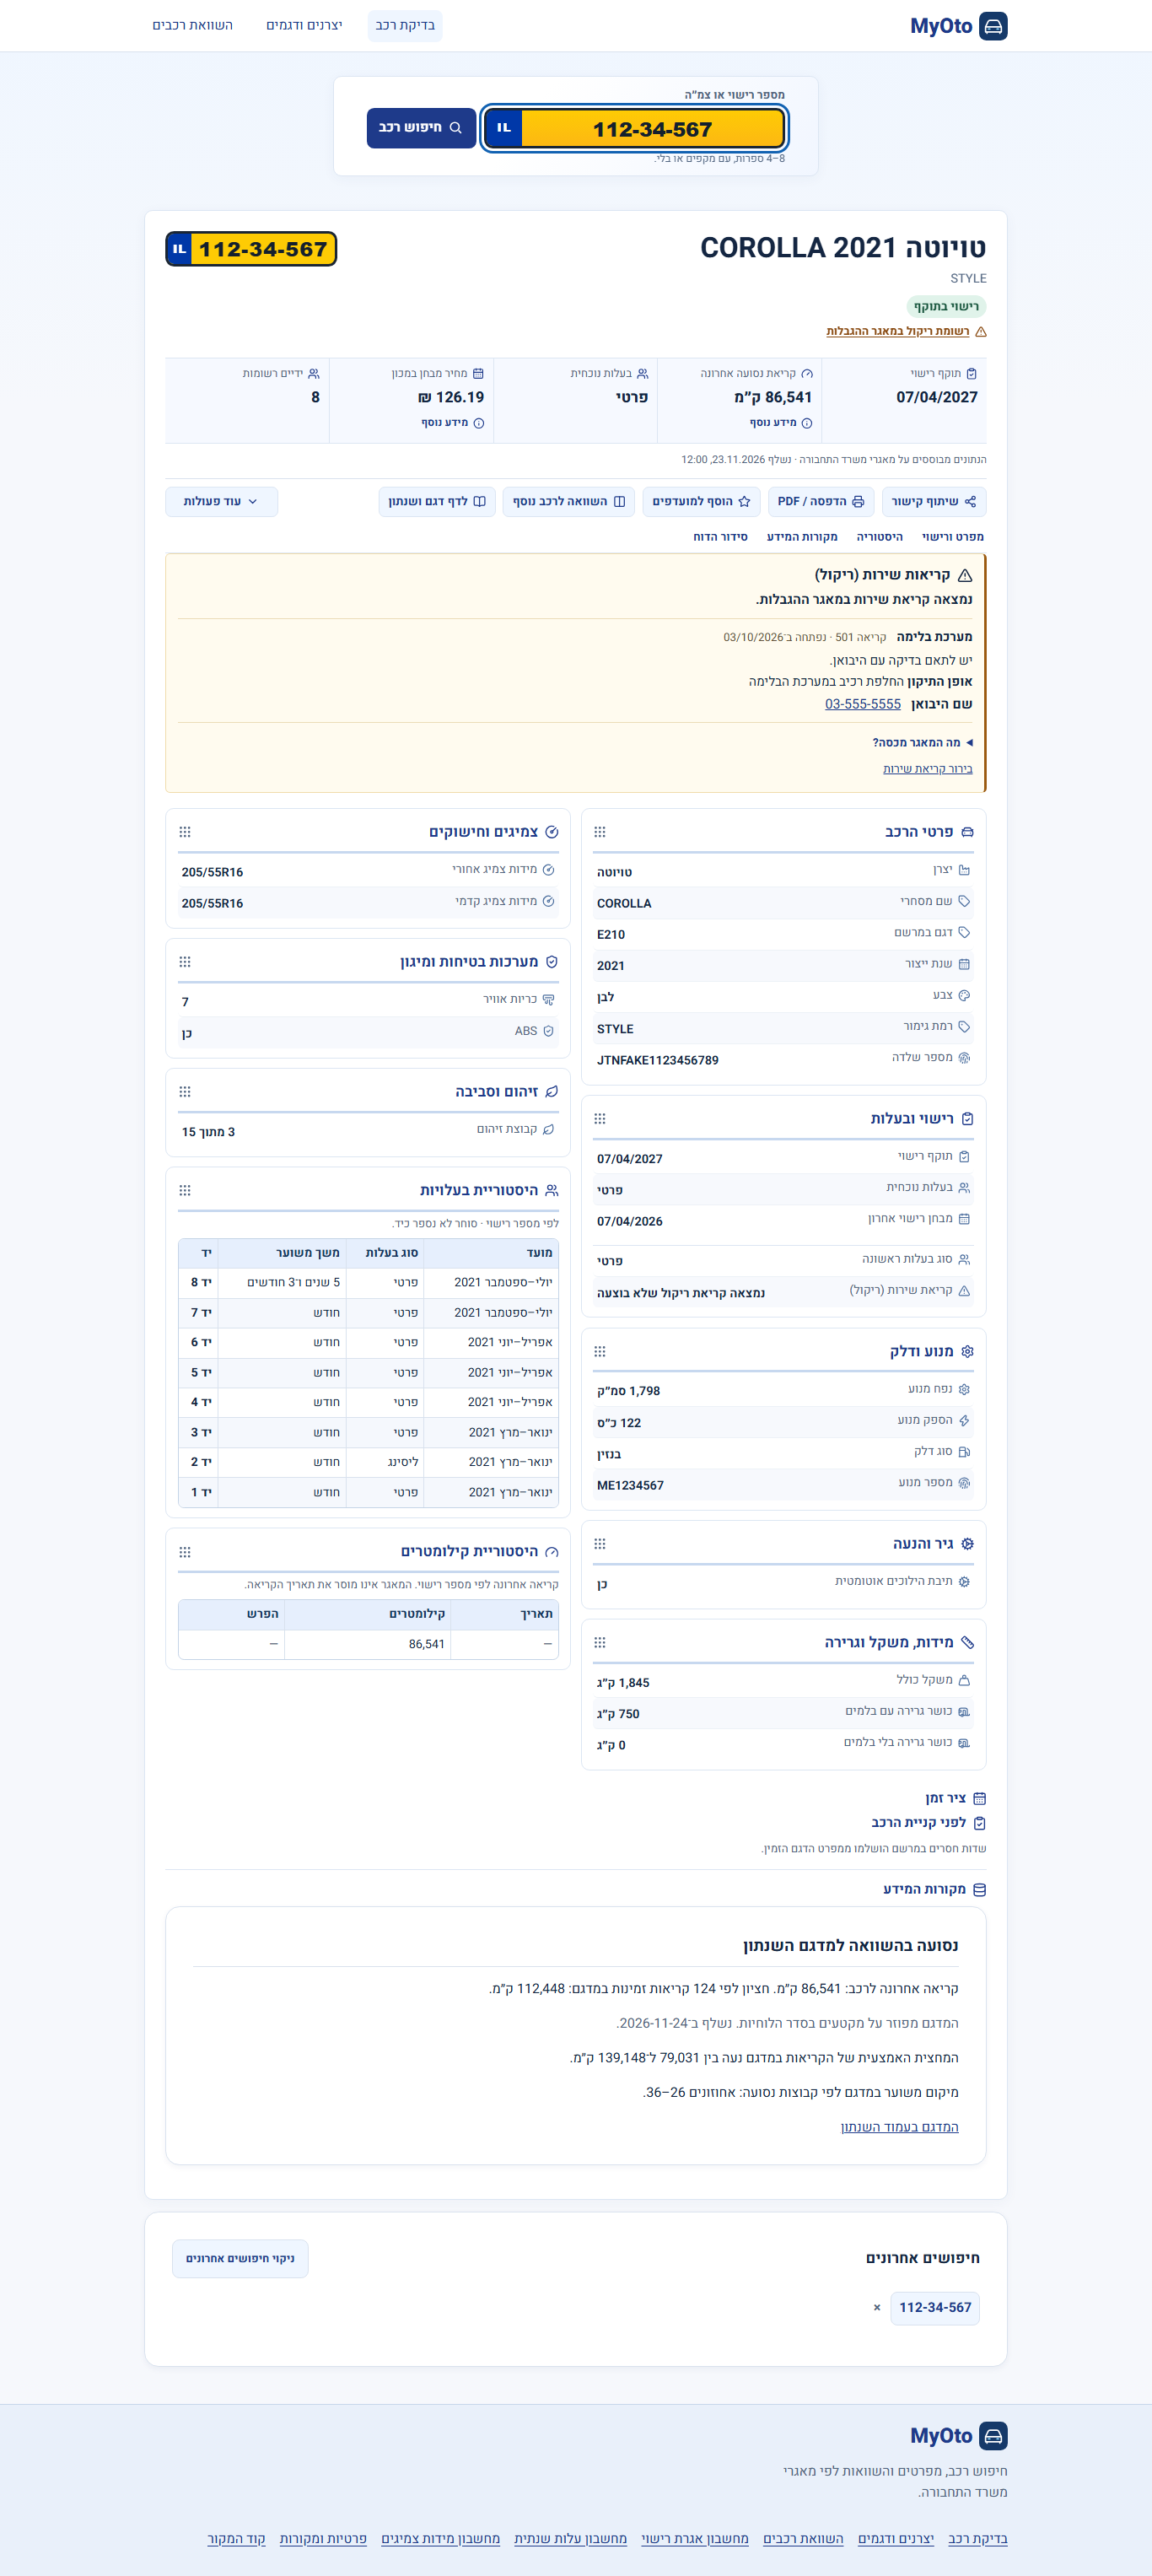 MyOto
בדיקת רכב יצרנים ודגמים השוואת רכבים
מספר רישוי או צמ״ה
112-34-567 IL
חיפוש רכב
4–8 ספרות, עם מקפים או בלי.
טויוטה COROLLA 2021
IL 112-34-567
STYLE
רישוי בתוקף
רשומת ריקול במאגר ההגבלות
תוקף רישוי
07/04/2027
קריאת נסועה אחרונה
86,541 ק״מ
מידע נוסף
בעלות נוכחית
פרטי
מחיר מבחן במכון
126.19 ₪
מידע נוסף
ידיים רשומות
8
הנתונים מבוססים על מאגרי משרד התחבורה · נשלף 23.11.2026, 12:00
שיתוף קישור
הדפסה / PDF
הוסף למועדפים
השוואה לרכב נוסף
לדף דגם ושנתון
עוד פעולות
מפרט ורישוי היסטוריה מקורות המידע סידור הדוח
קריאות שירות (ריקול)
נמצאה קריאת שירות במאגר ההגבלות.
מערכת בלימה קריאה 501 · נפתחה ב־03/10/2026
יש לתאם בדיקה עם היבואן.
אופן התיקון החלפת רכיב במערכת הבלימה
שם היבואן 03-555-5555
מה המאגר מכסה?
בירור קריאת שירות
פרטי הרכב
יצרן טויוטה
שם מסחרי COROLLA
דגם במרשם E210
שנת ייצור 2021
צבע לבן
רמת גימור STYLE
מספר שלדה JTNFAKE1123456789
רישוי ובעלות
תוקף רישוי 07/04/2027
בעלות נוכחית פרטי
מבחן רישוי אחרון 07/04/2026
סוג בעלות ראשונה פרטי
קריאת שירות (ריקול) נמצאה קריאת ריקול שלא בוצעה
מנוע ודלק
נפח מנוע 1,798 סמ״ק
הספק מנוע 122 כ״ס
סוג דלק בנזין
מספר מנוע ME1234567
גיר והנעה
תיבת הילוכים אוטומטית כן
מידות, משקל וגרירה
משקל כולל 1,845 ק״ג
כושר גרירה עם בלמים 750 ק״ג
כושר גרירה בלי בלמים 0 ק״ג
צמיגים וחישוקים
מידות צמיג אחורי 205/55R16
מידות צמיג קדמי 205/55R16
מערכות בטיחות ומיגון
כריות אוויר 7
ABS כן
זיהום וסביבה
קבוצת זיהום 3 מתוך 15
היסטוריית בעלויות
לפי מספר רישוי · סוחר לא נספר כיד.
מועד סוג בעלות משך משוער יד
יולי–ספטמבר 2021 פרטי 5 שנים ו־3 חודשים יד 8
יולי–ספטמבר 2021 פרטי חודש יד 7
אפריל–יוני 2021 פרטי חודש יד 6
אפריל–יוני 2021 פרטי חודש יד 5
אפריל–יוני 2021 פרטי חודש יד 4
ינואר–מרץ 2021 פרטי חודש יד 3
ינואר–מרץ 2021 ליסינג חודש יד 2
ינואר–מרץ 2021 פרטי חודש יד 1
היסטוריית קילומטרים
קריאה אחרונה לפי מספר רישוי. המאגר אינו מוסר את תאריך הקריאה.
תאריך קילומטרים הפרש
— 86,541 —
ציר זמן
לפני קניית הרכב
שדות חסרים במרשם הושלמו ממפרט הדגם הזמין.
מקורות המידע
נסועה בהשוואה למדגם השנתון
קריאה אחרונה לרכב: 86,541 ק״מ. חציון לפי 124 קריאות זמינות במדגם: 112,448 ק״מ.
המדגם מפוזר על מקטעים בסדר הלוחיות. נשלף ב־2026-11-24.
המחצית האמצעית של הקריאות במדגם נעה בין 79,031 ל־139,148 ק״מ.
מיקום משוער במדגם לפי קבוצות נסועה: אחוזונים 26–36.
המדגם בעמוד השנתון
חיפושים אחרונים
ניקוי חיפושים אחרונים
112-34-567 ×
MyOto
חיפוש רכב, מפרטים והשוואות לפי מאגרי
משרד התחבורה.
בדיקת רכב יצרנים ודגמים השוואת רכבים מחשבון אגרת רישוי מחשבון עלות שנתית מחשבון מידות צמיגים פרטיות ומקורות קוד המקור